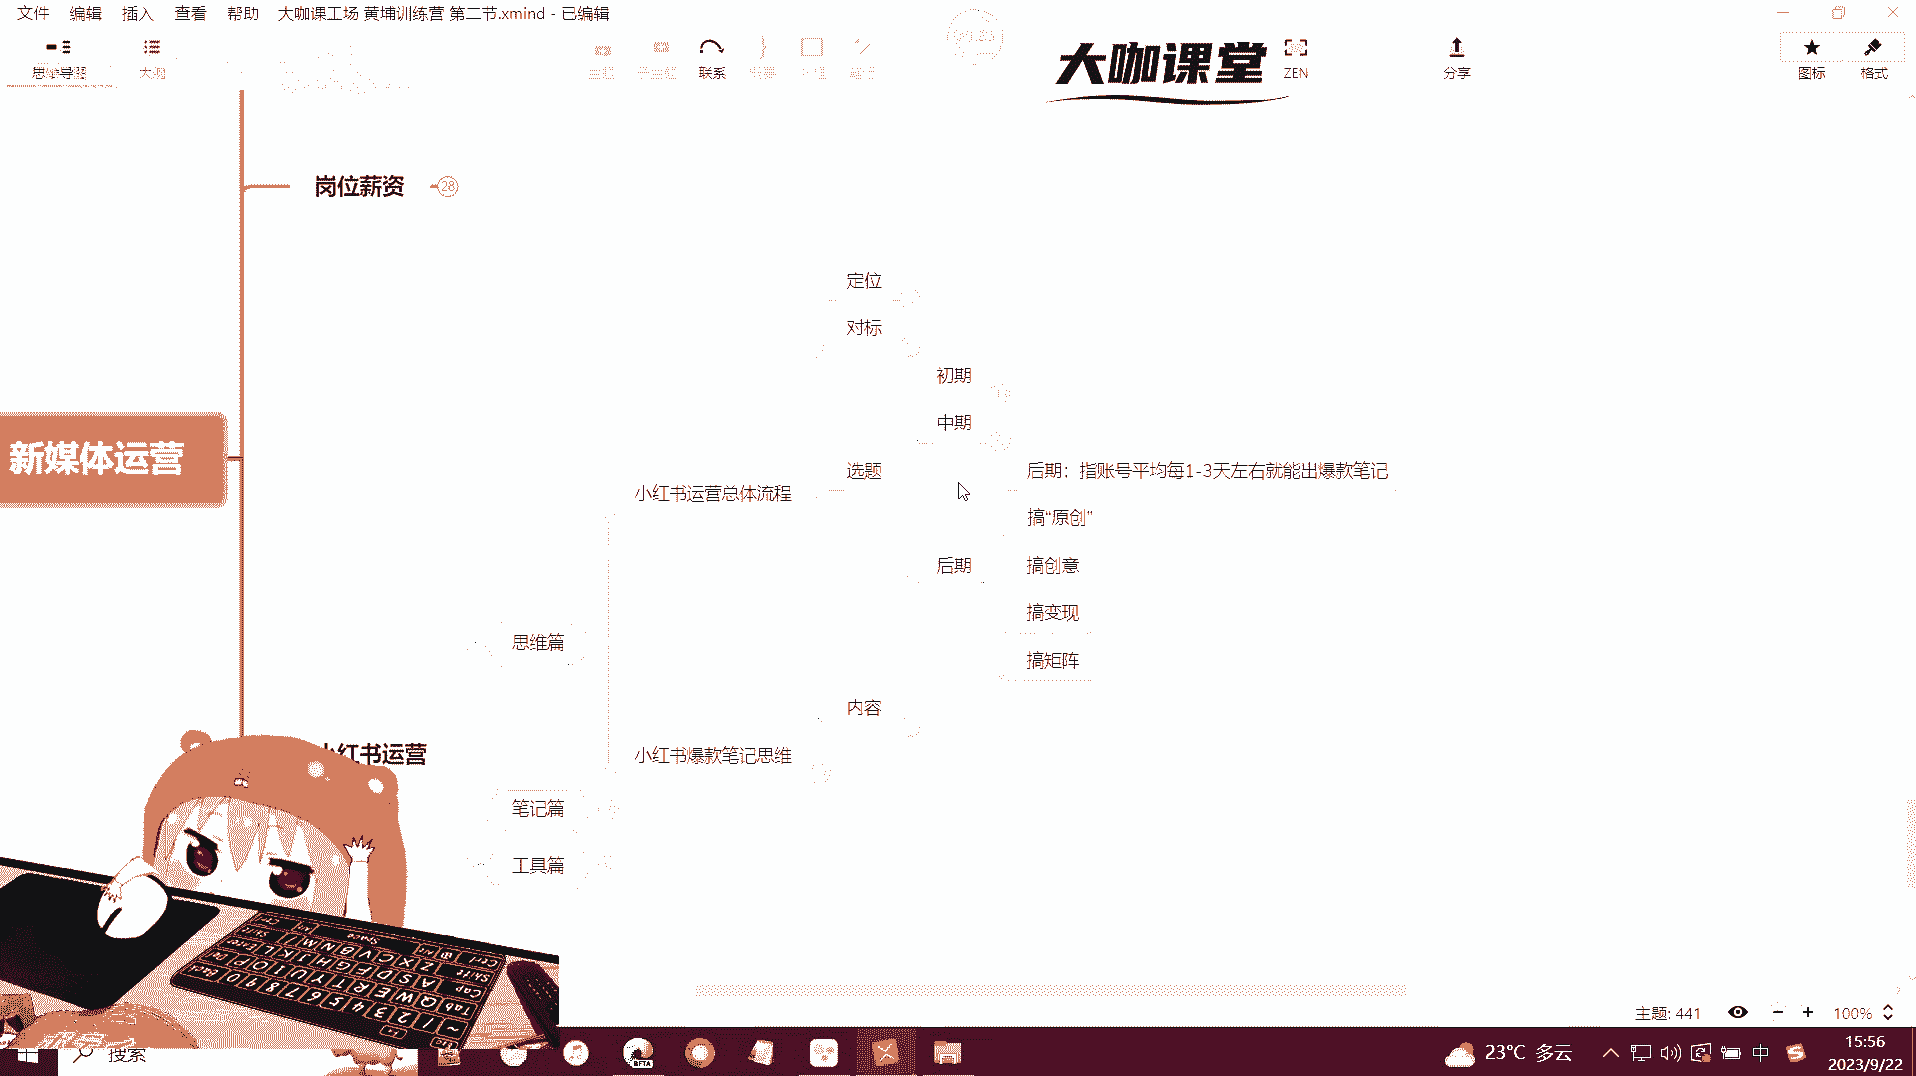 文件 编辑 插入 查看 帮助 大咖课工场 黄埔训练营 第二节.xmind - 已编辑
思维导图 大纲 联系 大咖课堂 ZEN 分享 图标 格式
岗位薪资 28
定位
对标
初期
中期
新媒体运营
选题
后期：指账号平均每1-3天左右就能出爆款笔记
小红书运营总体流程
搞“原创”
后期
搞创意
搞变现
思维篇
搞矩阵
内容
小红书运营
小红书爆款笔记思维
笔记篇
工具篇
主题: 441 100%
搜索
23°C 多云
中
15:56
2023/9/22